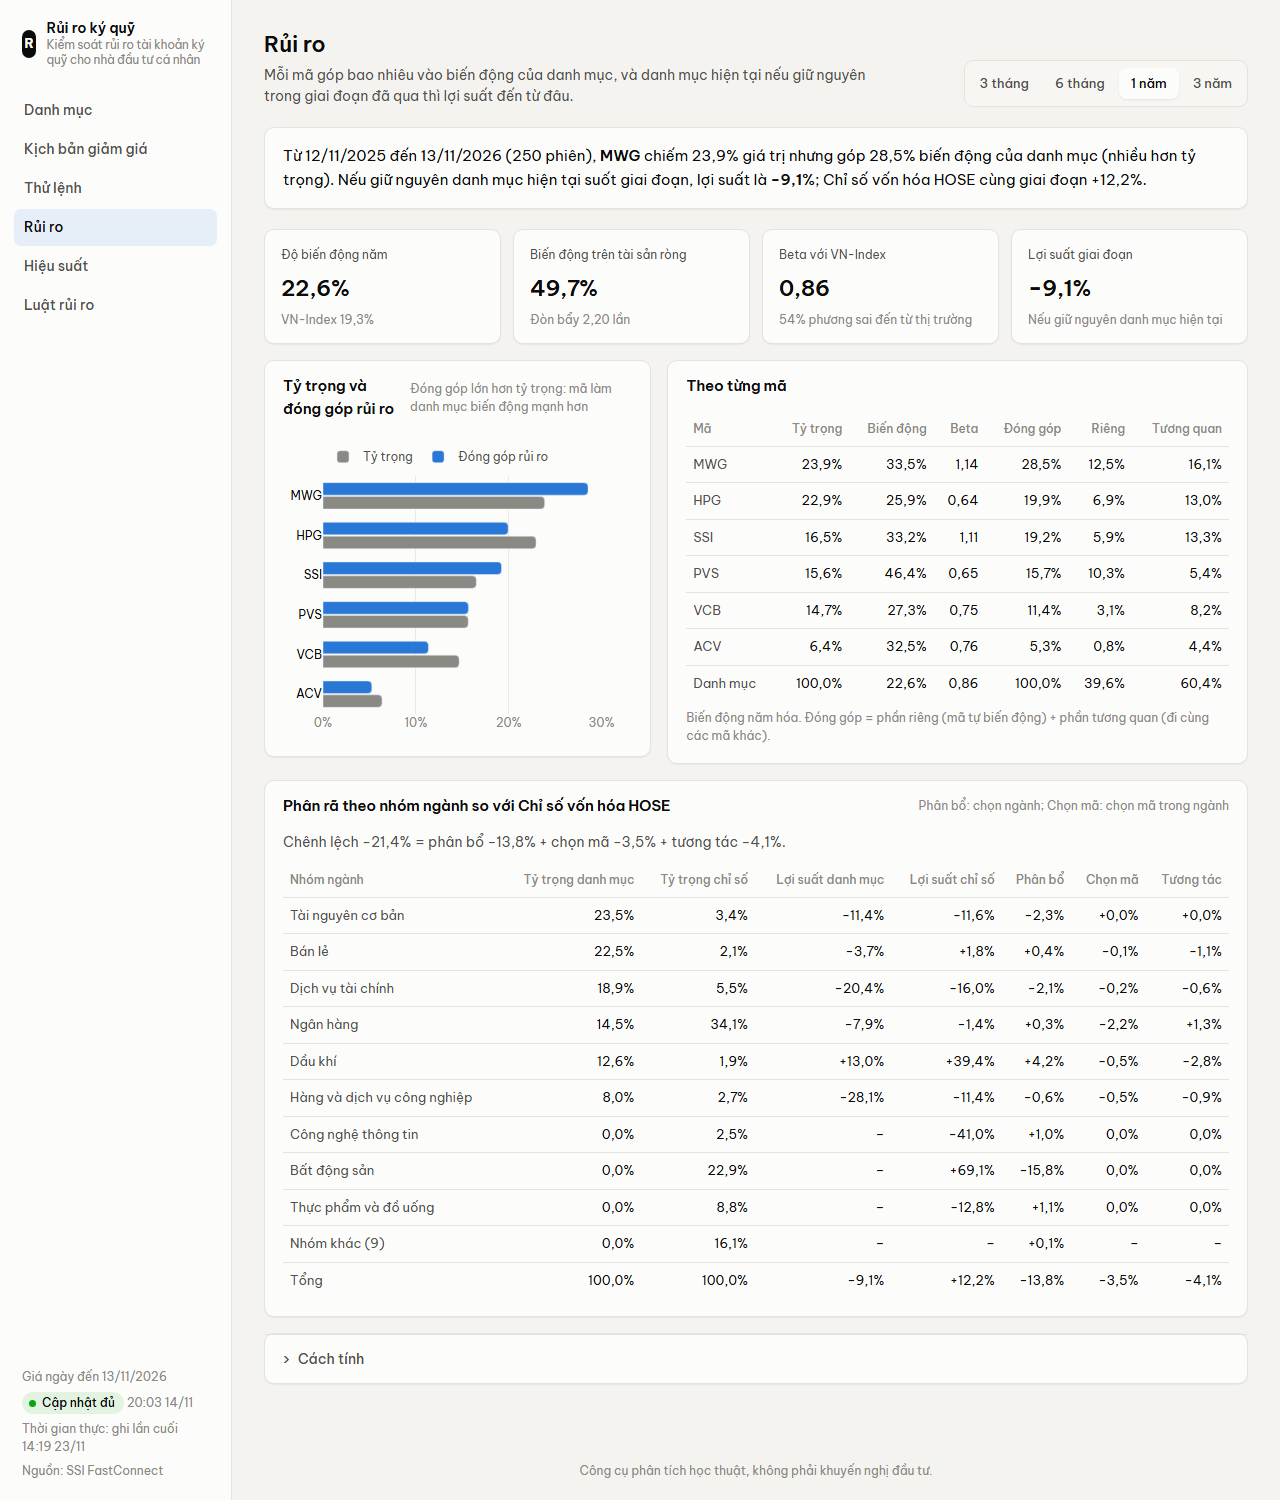 R
Rủi ro ký quỹ
Kiểm soát rủi ro tài khoản ký
quỹ cho nhà đầu tư cá nhân
Danh mục
Kịch bản giảm giá
Thử lệnh
Rủi ro
Hiệu suất
Luật rủi ro
Giá ngày đến 13/11/2026
Cập nhật đủ 20:03 14/11
Thời gian thực: ghi lần cuối
14:19 23/11
Nguồn: SSI FastConnect
Rủi ro
Mỗi mã góp bao nhiêu vào biến động của danh mục, và danh mục hiện tại nếu giữ nguyên
trong giai đoạn đã qua thì lợi suất đến từ đâu.
3 tháng 6 tháng 1 năm 3 năm
Từ 12/11/2025 đến 13/11/2026 (250 phiên), MWG chiếm 23,9% giá trị nhưng góp 28,5% biến động của danh mục (nhiều hơn tỷ
trọng). Nếu giữ nguyên danh mục hiện tại suốt giai đoạn, lợi suất là −9,1%; Chỉ số vốn hóa HOSE cùng giai đoạn +12,2%.
Độ biến động năm
22,6%
VN-Index 19,3%
Biến động trên tài sản ròng
49,7%
Đòn bẩy 2,20 lần
Beta với VN-Index
0,86
54% phương sai đến từ thị trường
Lợi suất giai đoạn
−9,1%
Nếu giữ nguyên danh mục hiện tại
Tỷ trọng và
đóng góp rủi ro
Đóng góp lớn hơn tỷ trọng: mã làm
danh mục biến động mạnh hơn
Tỷ trọng Đóng góp rủi ro
MWG
HPG
SSI
PVS
VCB
ACV
0% 10% 20% 30%
Theo từng mã
Mã Tỷ trọng Biến động Beta Đóng góp Riêng Tương quan
MWG 23,9% 33,5% 1,14 28,5% 12,5% 16,1%
HPG 22,9% 25,9% 0,64 19,9% 6,9% 13,0%
SSI 16,5% 33,2% 1,11 19,2% 5,9% 13,3%
PVS 15,6% 46,4% 0,65 15,7% 10,3% 5,4%
VCB 14,7% 27,3% 0,75 11,4% 3,1% 8,2%
ACV 6,4% 32,5% 0,76 5,3% 0,8% 4,4%
Danh mục 100,0% 22,6% 0,86 100,0% 39,6% 60,4%
Biến động năm hóa. Đóng góp = phần riêng (mã tự biến động) + phần tương quan (đi cùng
các mã khác).
Phân rã theo nhóm ngành so với Chỉ số vốn hóa HOSE
Phân bổ: chọn ngành; Chọn mã: chọn mã trong ngành
Chênh lệch −21,4% = phân bổ −13,8% + chọn mã −3,5% + tương tác −4,1%.
Nhóm ngành Tỷ trọng danh mục Tỷ trọng chỉ số Lợi suất danh mục Lợi suất chỉ số Phân bổ Chọn mã Tương tác
Tài nguyên cơ bản 23,5% 3,4% −11,4% −11,6% −2,3% +0,0% +0,0%
Bán lẻ 22,5% 2,1% −3,7% +1,8% +0,4% −0,1% −1,1%
Dịch vụ tài chính 18,9% 5,5% −20,4% −16,0% −2,1% −0,2% −0,6%
Ngân hàng 14,5% 34,1% −7,9% −1,4% +0,3% −2,2% +1,3%
Dầu khí 12,6% 1,9% +13,0% +39,4% +4,2% −0,5% −2,8%
Hàng và dịch vụ công nghiệp 8,0% 2,7% −28,1% −11,4% −0,6% −0,5% −0,9%
Công nghệ thông tin 0,0% 2,5% – −41,0% +1,0% 0,0% 0,0%
Bất động sản 0,0% 22,9% – +69,1% −15,8% 0,0% 0,0%
Thực phẩm và đồ uống 0,0% 8,8% – −12,8% +1,1% 0,0% 0,0%
Nhóm khác (9) 0,0% 16,1% – – +0,1% – –
Tổng 100,0% 100,0% −9,1% +12,2% −13,8% −3,5% −4,1%
› Cách tính
Công cụ phân tích học thuật, không phải khuyến nghị đầu tư.